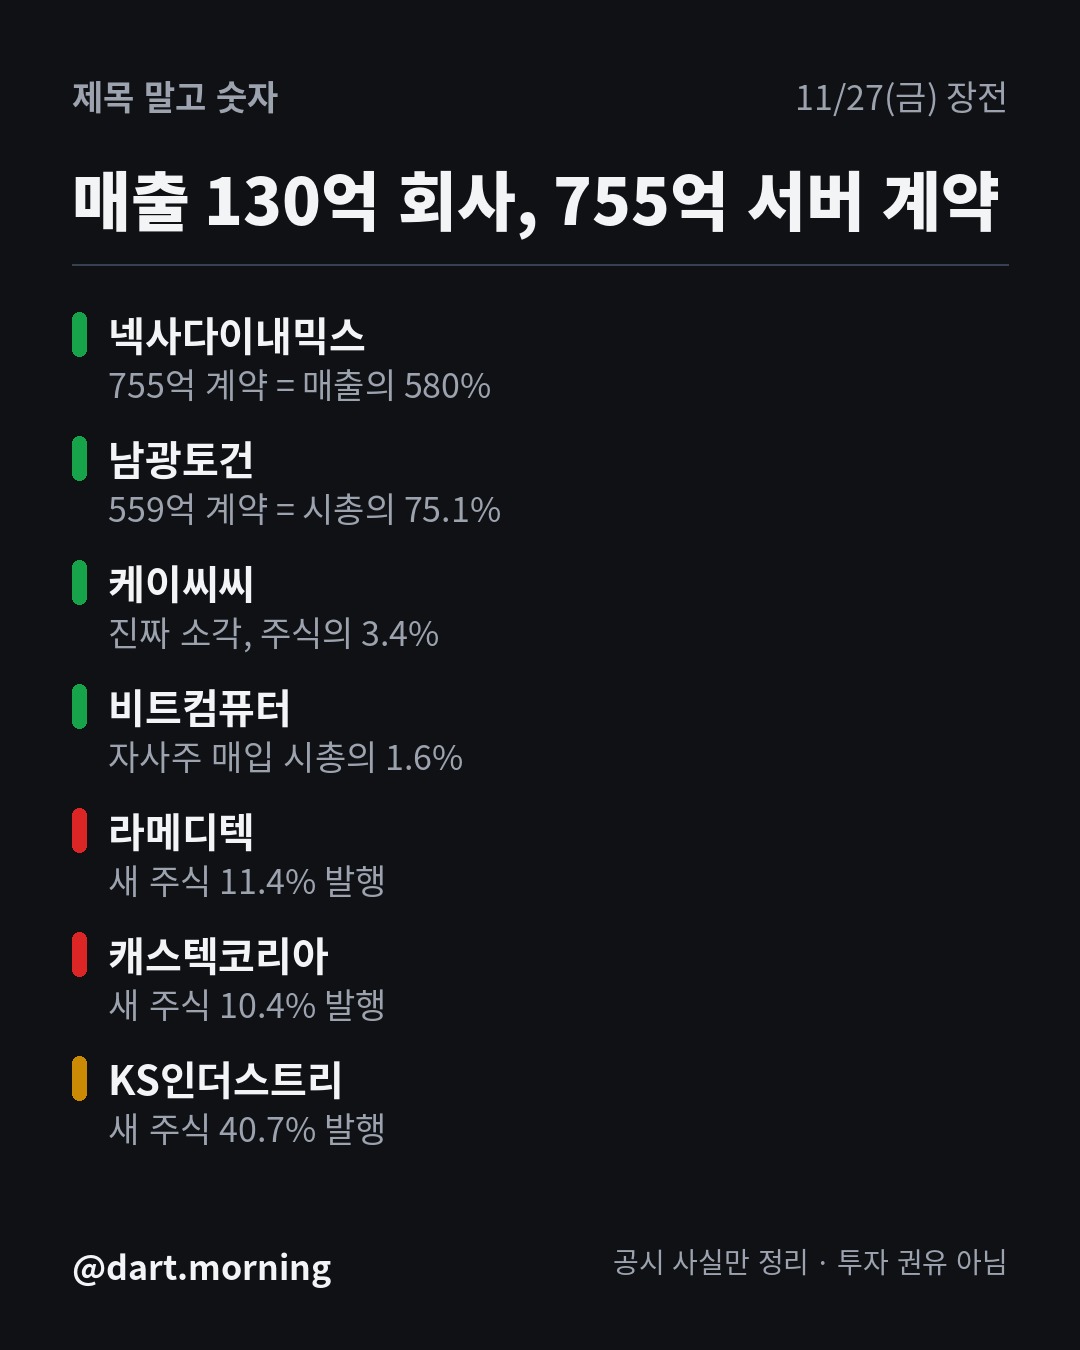 제목 말고 숫자
11/27(금) 장전
매출 130억 회사, 755억 서버 계약
넥사다이내믹스
755억 계약 = 매출의 580%
남광토건
559억 계약 = 시총의 75.1%
케이씨씨
진짜 소각, 주식의 3.4%
비트컴퓨터
자사주 매입 시총의 1.6%
라메디텍
새 주식 11.4% 발행
캐스텍코리아
새 주식 10.4% 발행
KS인더스트리
새 주식 40.7% 발행
@dart.morning
공시 사실만 정리 · 투자 권유 아님